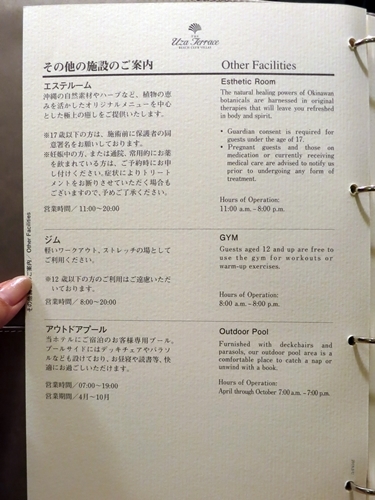 THE
Uza Terrace
BEACH CLUB VILLAS
その他の施設のご案内
Other Facilities
エステルーム
沖縄の自然素材やハーブなど、植物の恵
みを活かしたオリジナルメニューを中心
とした極上の癒しをご提供いたします。
※17歳以下の方は、施術前に保護者の同
意署名をお願いしております。
※妊娠中の方、または通院、常用的にお薬
を飲まれている方は、ご予約時にお申
し付けください。症状によりトリート
メントをお断りさせていただく場合も
ございますので、予めご了承ください。
営業時間/11:00~20:00
Esthetic Room
The natural healing powers of Okinawan
botanicals are harnessed in original
therapies that will leave you refreshed
in body and spirit.
• Guardian consent is required for
guests under the age of 17.
• Pregnant guests and those on
medication or currently receiving
medical care are advised to notify us
prior to undergoing any form of
treatment.
Hours of Operation:
11:00 a.m. – 8:00 p.m.
ジム
軽いワークアウト、ストレッチの場として
ご利用ください。
※12歳以下の方のご利用はご遠慮いただ
いております。
営業時間/8:00~20:00
GYM
Guests aged 12 and up are free to
use the gym for workouts or
warm-up exercises.
Hours of Operation:
8:00 a.m. – 8:00 p.m.
アウトドアプール
当ホテルにご宿泊のお客様専用プール。
プールサイドにはデッキチェアやパラソ
ルなども設けており、お昼寝や読書等、快
適にお過ごしいただけます。
営業時間/07:00~19:00
営業期間/4月~10月
Outdoor Pool
Furnished with deckchairs and
parasols, our outdoor pool area is a
comfortable place to catch a nap or
unwind with a book.
Hours of Operation:
April through October 7:00 a.m. – 7:00 p.m.
ご案内 / Other Facilities